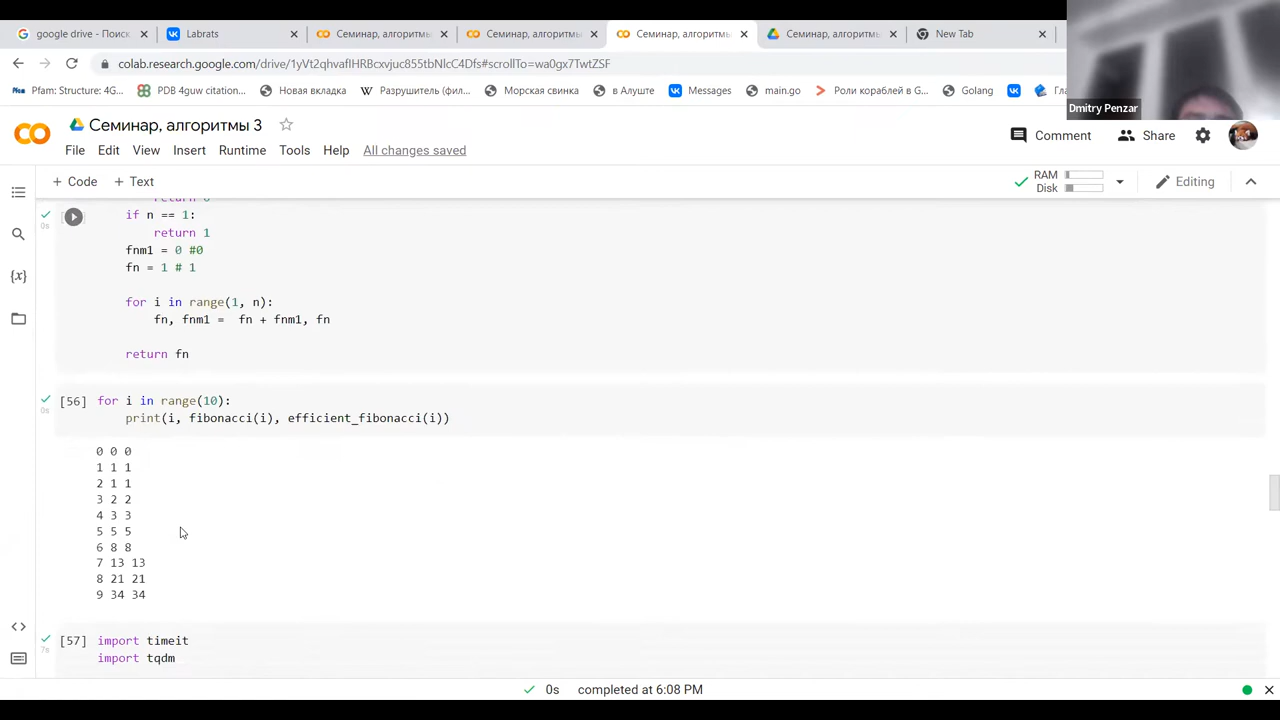 google drive - Поиск
Labrats
Семинар, алгоритмы
Семинар, алгоритмы
Семинар, алгоритмы
Семинар, алгоритмы
New Tab
colab.research.google.com/drive/1yVt2qhvaflHRBcxvjuc855tbNlcC4Dfs#scrollTo=wa0gx7TwtZSF
Pfam: Structure: 4G...
PDB 4guw citation...
Новая вкладка
Разрушитель (фил...
Морская свинка
в Алуште
Messages
main.go
Роли кораблей в G...
Golang
Dmitry Penzar
Семинар, алгоритмы 3
File Edit View Insert Runtime Tools Help All changes saved
Comment
Share
+ Code + Text
RAM
Disk
Editing
if n == 1:
return 1
fnm1 = 0 #0
fn = 1 # 1
for i in range(1, n):
fn, fnm1 = fn + fnm1, fn
return fn
[56] for i in range(10):
print(i, fibonacci(i), efficient_fibonacci(i))
0 0 0
1 1 1
2 1 1
3 2 2
4 3 3
5 5 5
6 8 8
7 13 13
8 21 21
9 34 34
[57] import timeit
import tqdm
0s completed at 6:08 PM